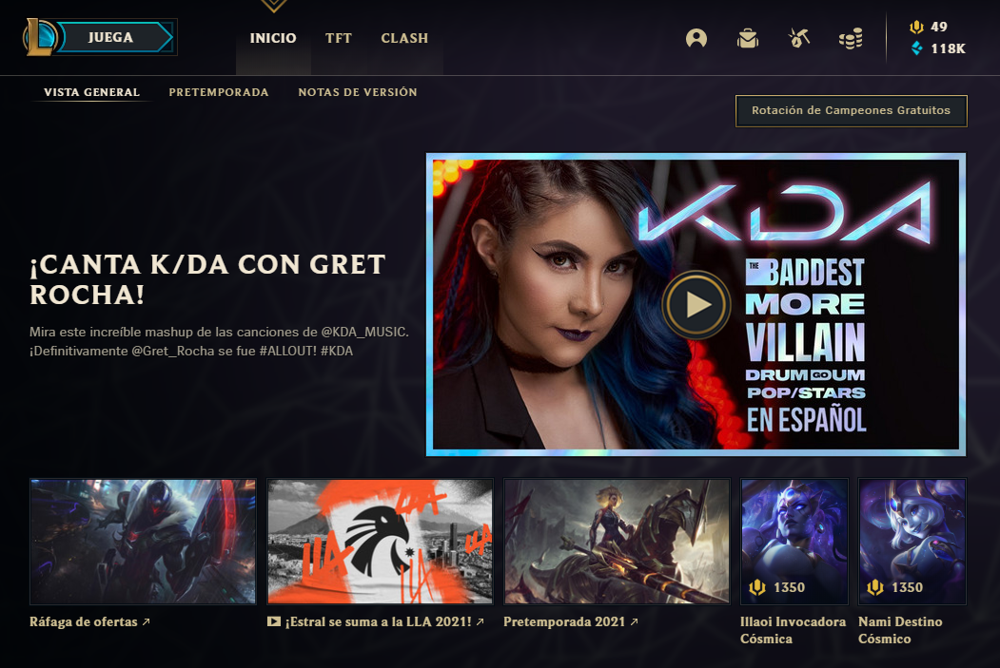 JUEGA
INICIO
TFT
CLASH
49
118K
VISTA GENERAL
PRETEMPORADA
NOTAS DE VERSIÓN
Rotación de Campeones Gratuitos
¡CANTA K/DA CON GRET
ROCHA!
Mira este increíble mashup de las canciones de @KDA_MUSIC.
¡Definitivamente @Gret_Rocha se fue #ALLOUT! #KDA
KDA
THE BADDEST
MORE
VILLAIN
DRUM GO DUM
POP/STARS
EN ESPAÑOL
LLA
LLA
LLA
LLA
1350
1350
Ráfaga de ofertas
¡Estral se suma a la LLA 2021!
Pretemporada 2021
Illaoi Invocadora
Cósmica
Nami Destino
Cósmico